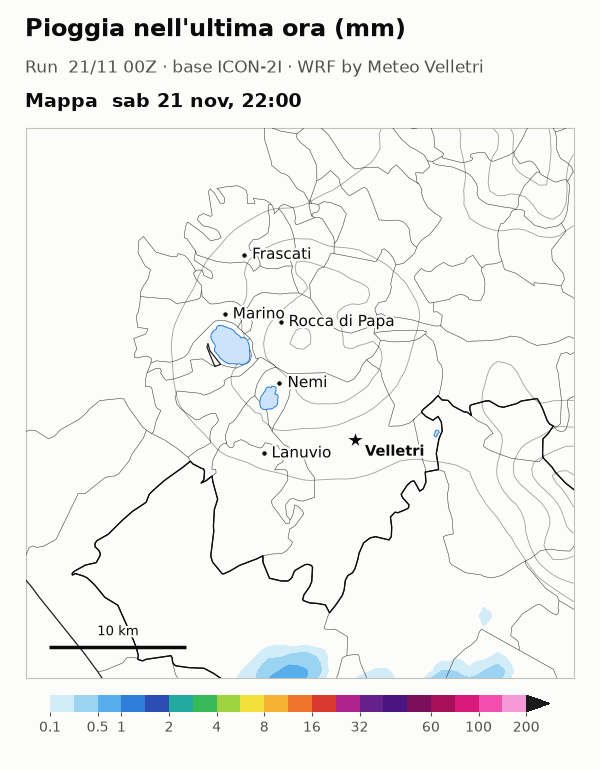 Pioggia nell'ultima ora (mm)
Run  21/11 00Z · base ICON-2I · WRF by Meteo Velletri
Mappa  sab 21 nov, 22:00
Frascati
Marino
Rocca di Papa
Nemi
Velletri
Lanuvio
10 km
0.1 0.5 1 2 4 8 16 32 60 100 200